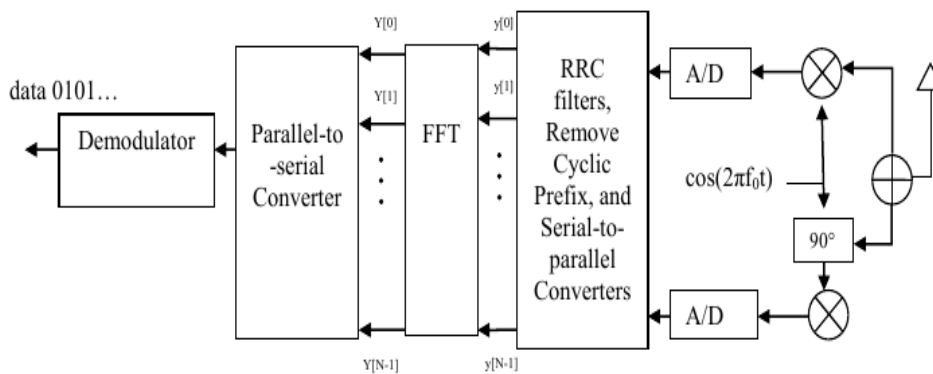 data 0101...
Demodulator
Parallel-to
-serial
Converter
Y[0]
Y[1]
Y[N-1]
FFT
y[0]
y[1]
y[N-1]
RRC
filters,
Remove
Cyclic
Prefix, and
Serial-to-
parallel
Converters
A/D
A/D
cos(2πf₀t)
90°